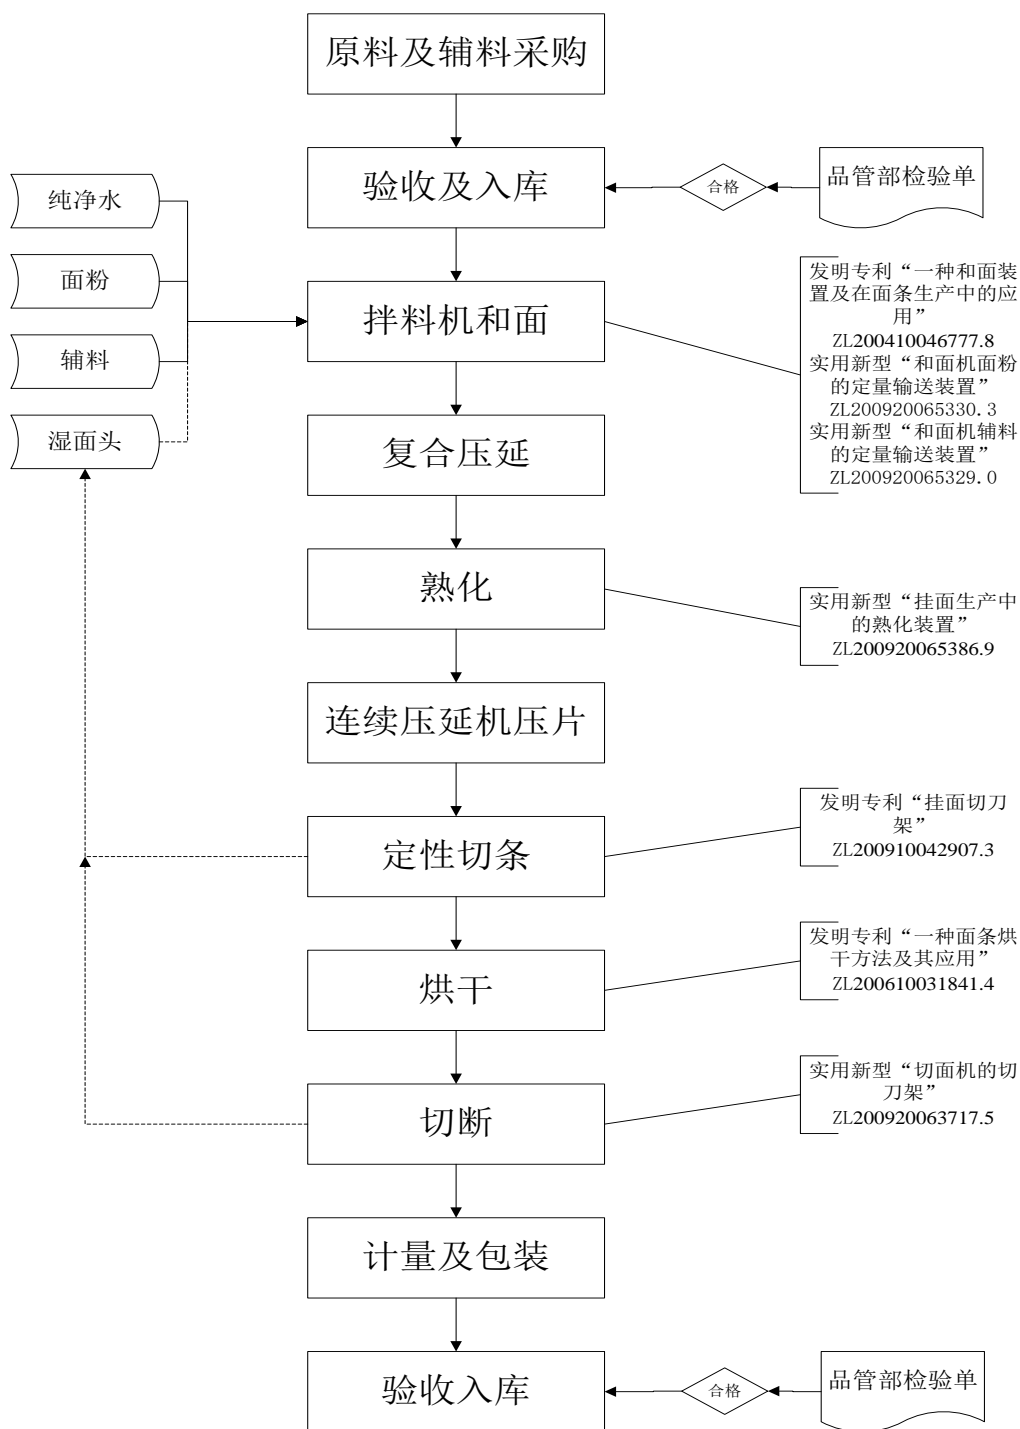 原料及辅料采购
验收及入库
合格
品管部检验单
纯净水
面粉
辅料
湿面头
拌料机和面
发明专利“一种和面装
置及在面条生产中的应
用”
ZL200410046777.8
实用新型“和面机面粉
的定量输送装置”
ZL200920065330.3
实用新型“和面机辅料
的定量输送装置”
ZL200920065329.0
复合压延
熟化
实用新型“挂面生产中
的熟化装置”
ZL200920065386.9
连续压延机压片
定性切条
发明专利“挂面切刀
架”
ZL200910042907.3
烘干
发明专利“一种面条烘
干方法及其应用”
ZL200610031841.4
切断
实用新型“切面机的切
刀架”
ZL200920063717.5
计量及包装
验收入库
合格
品管部检验单